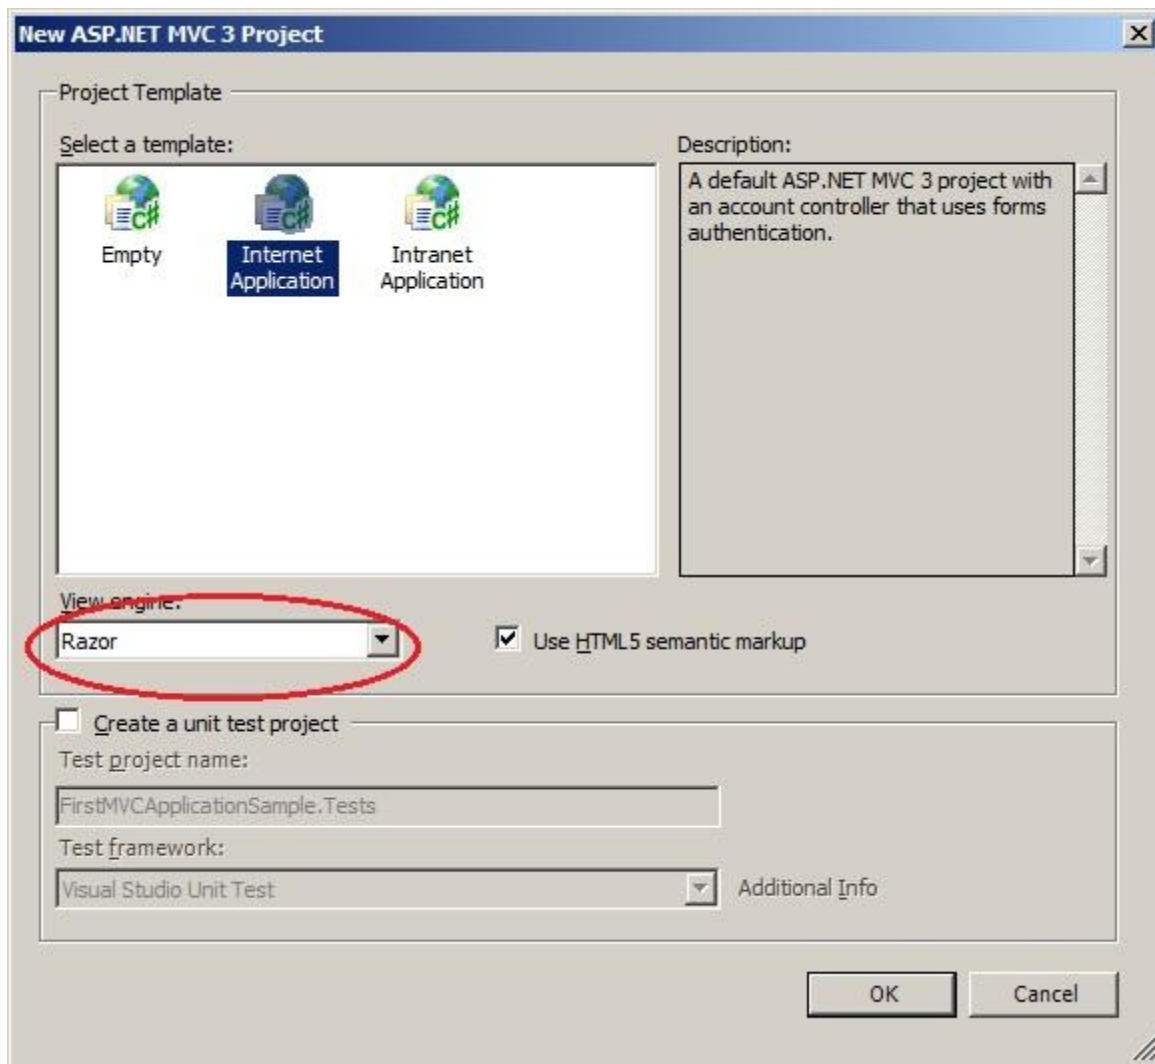 New ASP.NET MVC 3 Project
Project Template
Select a template:
Description:
Empty
Internet
Application
Intranet
Application
A default ASP.NET MVC 3 project with
an account controller that uses forms
authentication.
View engine:
Razor
Use HTML5 semantic markup
Create a unit test project
Test project name:
FirstMVCApplicationSample.Tests
Test framework:
Visual Studio Unit Test
Additional Info
OK
Cancel